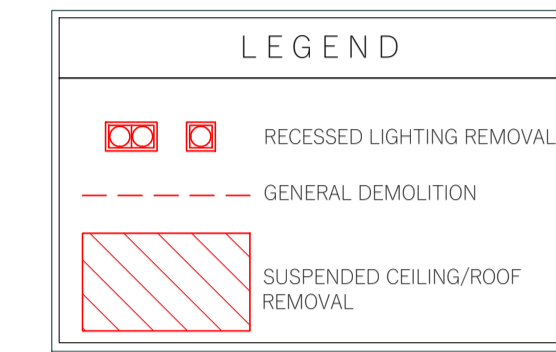 LEGEND
RECESSED LIGHTING REMOVAL
GENERAL DEMOLITION
SUSPENDED CEILING/ROOF
REMOVAL